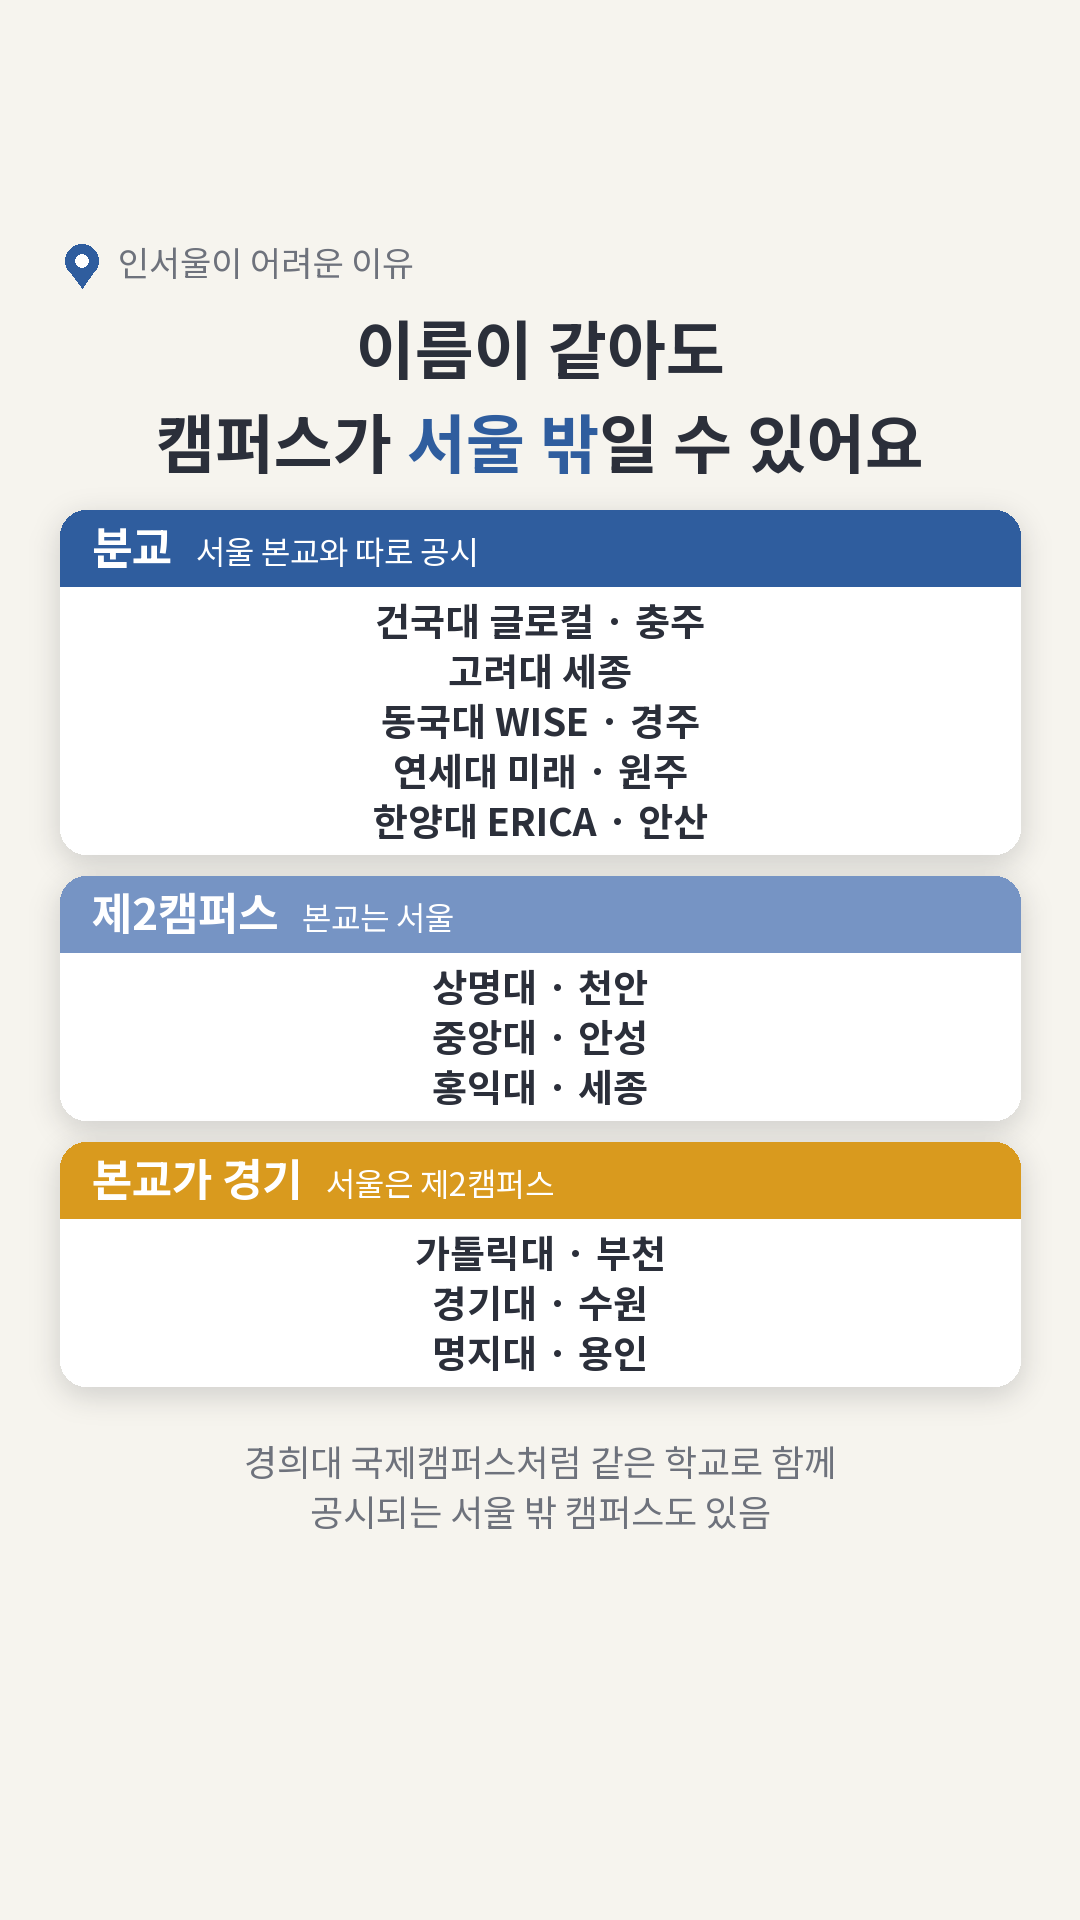 인서울이 어려운 이유
이름이 같아도
캠퍼스가 서울 밖일 수 있어요
분교 서울 본교와 따로 공시
건국대 글로컬 · 충주
고려대 세종
동국대 WISE · 경주
연세대 미래 · 원주
한양대 ERICA · 안산
제2캠퍼스 본교는 서울
상명대 · 천안
중앙대 · 안성
홍익대 · 세종
본교가 경기 서울은 제2캠퍼스
가톨릭대 · 부천
경기대 · 수원
명지대 · 용인
경희대 국제캠퍼스처럼 같은 학교로 함께
공시되는 서울 밖 캠퍼스도 있음